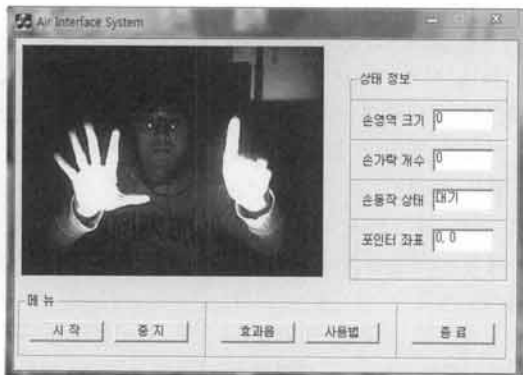 Air Interface System
상태 정보
손영역 크기 0
손가락 개수 0
손동작 상태 대기
포인터 좌표 0, 0
메 뉴
시 작 중 지 효과음 사용법 종 료